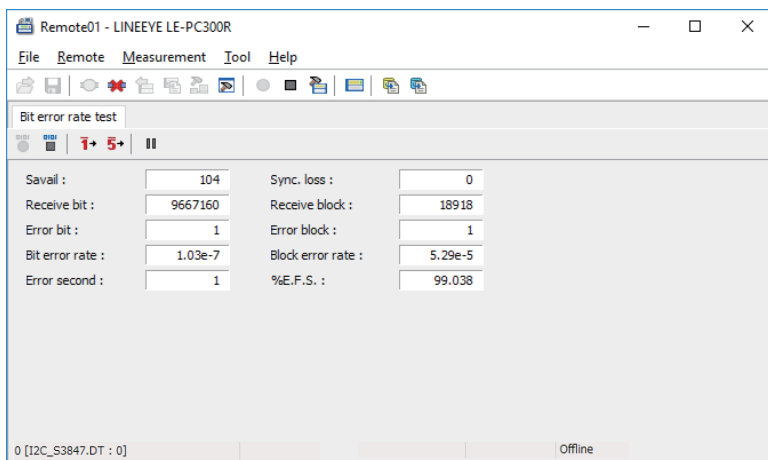 Remote01 - LINEEYE LE-PC300R
File Remote Measurement Tool Help
Bit error rate test
1 5
Savail : 104 Sync. loss : 0
Receive bit : 9667160 Receive block : 18918
Error bit : 1 Error block : 1
Bit error rate : 1.03e-7 Block error rate : 5.29e-5
Error second : 1 %E.F.S. : 99.038
0 [I2C_S3847.DT : 0] Offline